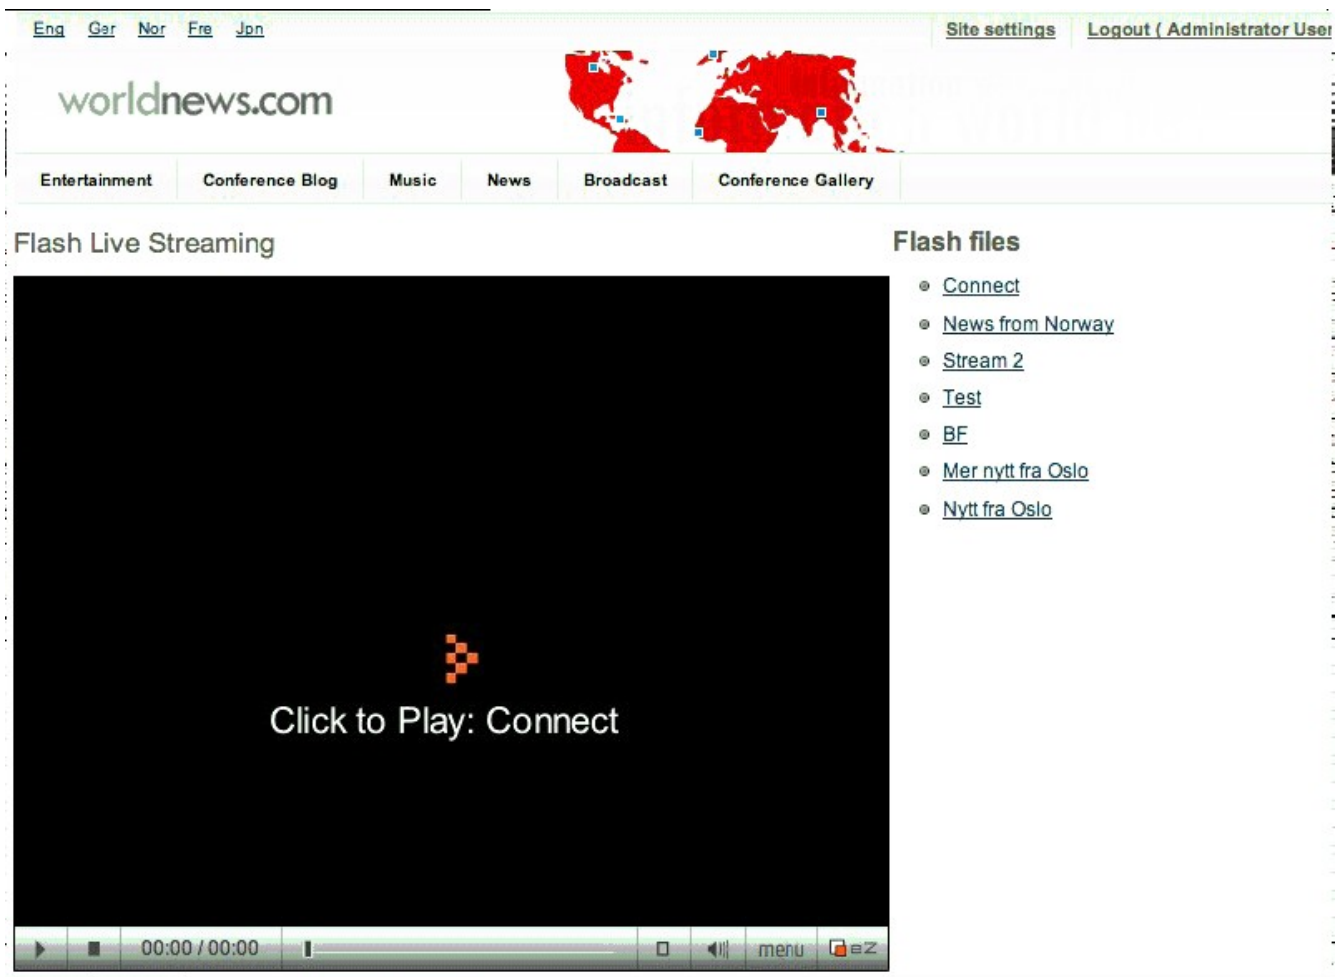 Eng Ger Nor Fre Jpn Site settings Logout ( Administrator User
worldnews.com
Entertainment Conference Blog Music News Broadcast Conference Gallery
Flash Live Streaming
Flash files
Connect
News from Norway
Stream 2
Test
BF
Mer nytt fra Oslo
Nytt fra Oslo
Click to Play: Connect
00:00 / 00:00 menu eZ